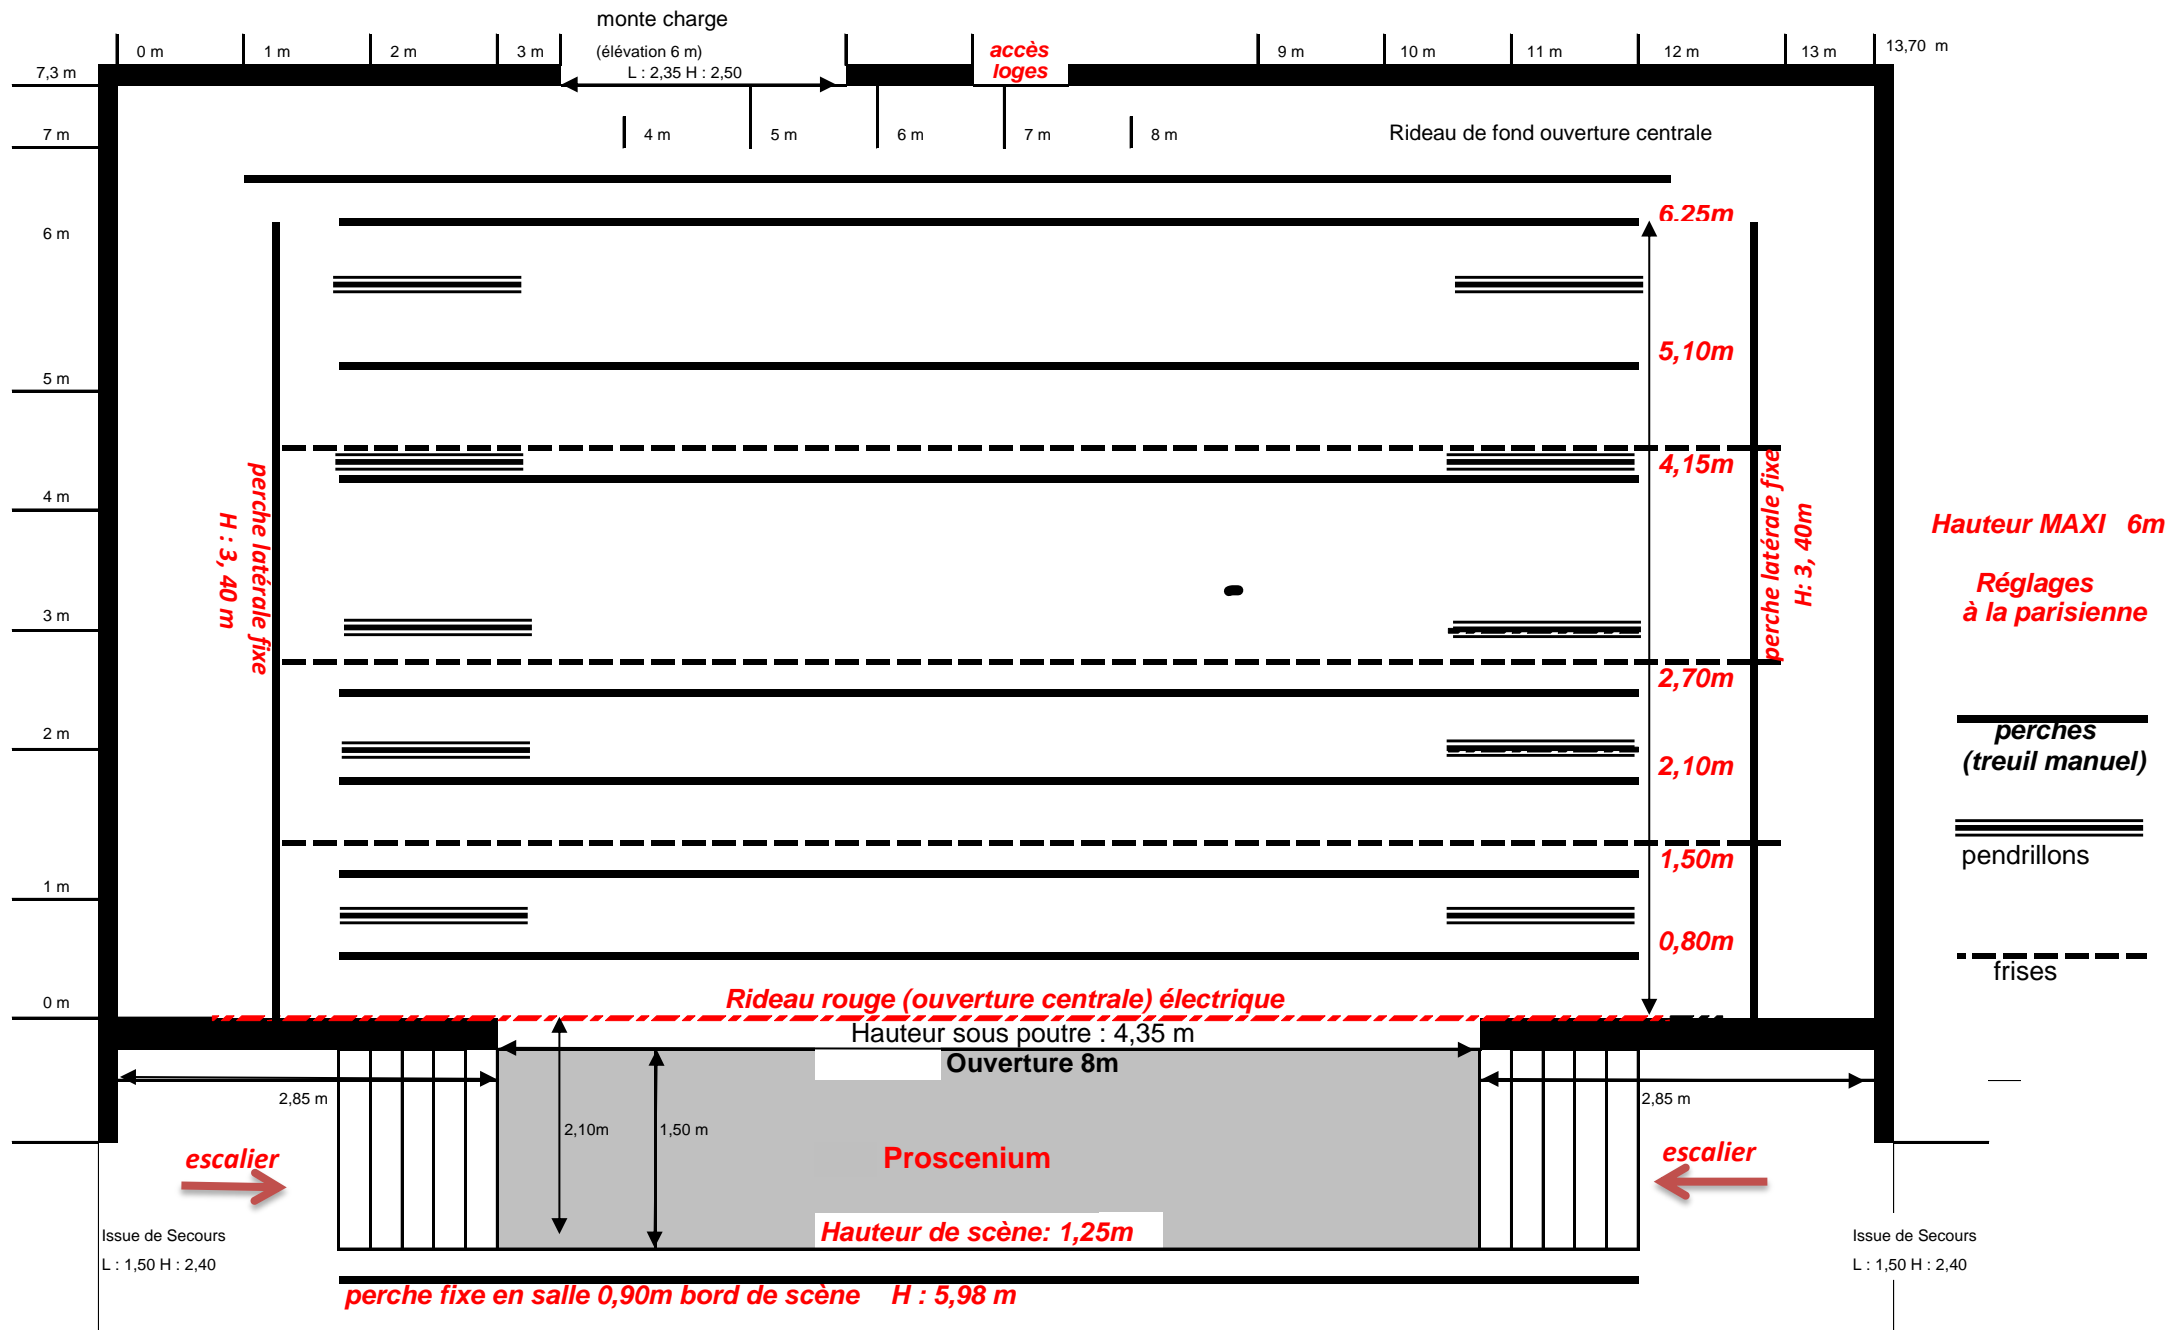 monte charge
0 m 1 m 2 m 3 m (élévation 6 m) accès loges 9 m 10 m 11 m 12 m 13 m 13,70 m
7,3 m L : 2,35 H : 2,50
7 m 4 m 5 m 6 m 7 m 8 m Rideau de fond ouverture centrale
6,25m
6 m
5,10m
5 m
4,15m
4 m
perche latérale fixe
H : 3, 40 m
perche latérale fixe
H: 3, 40m
Hauteur MAXI 6m
Réglages
à la parisienne
3 m
2,70m
2 m
perches
(treuil manuel)
2,10m
1,50m
pendrillons
1 m
0,80m
frises
0 m
Rideau rouge (ouverture centrale) électrique
Hauteur sous poutre : 4,35 m
Ouverture 8m
2,85 m 2,85 m
2,10m 1,50 m
Proscenium
escalier escalier
Hauteur de scène: 1,25m
Issue de Secours
L : 1,50 H : 2,40
Issue de Secours
L : 1,50 H : 2,40
perche fixe en salle 0,90m bord de scène H : 5,98 m